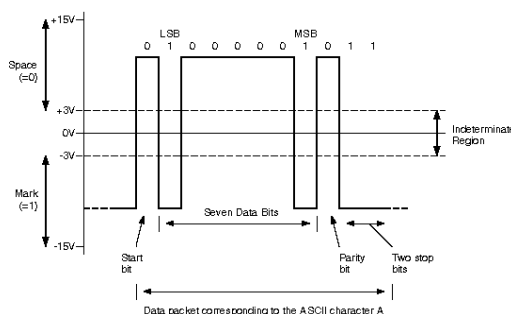 +15V
LSB MSB
0 1 0 0 0 0 0 1 0 1 1
Space
(=0)
+3V
0V
-3V
Indeterminate
Region
Mark
(=1)
Seven Data Bits
-15V
Start
bit
Parity
bit
Two stop
bits
Data packet corresponding to the ASCII character A